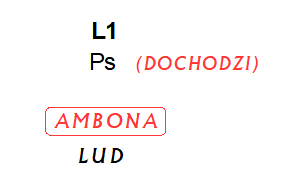 L1
Ps (DOCHODZI)
AMBONA
LUD